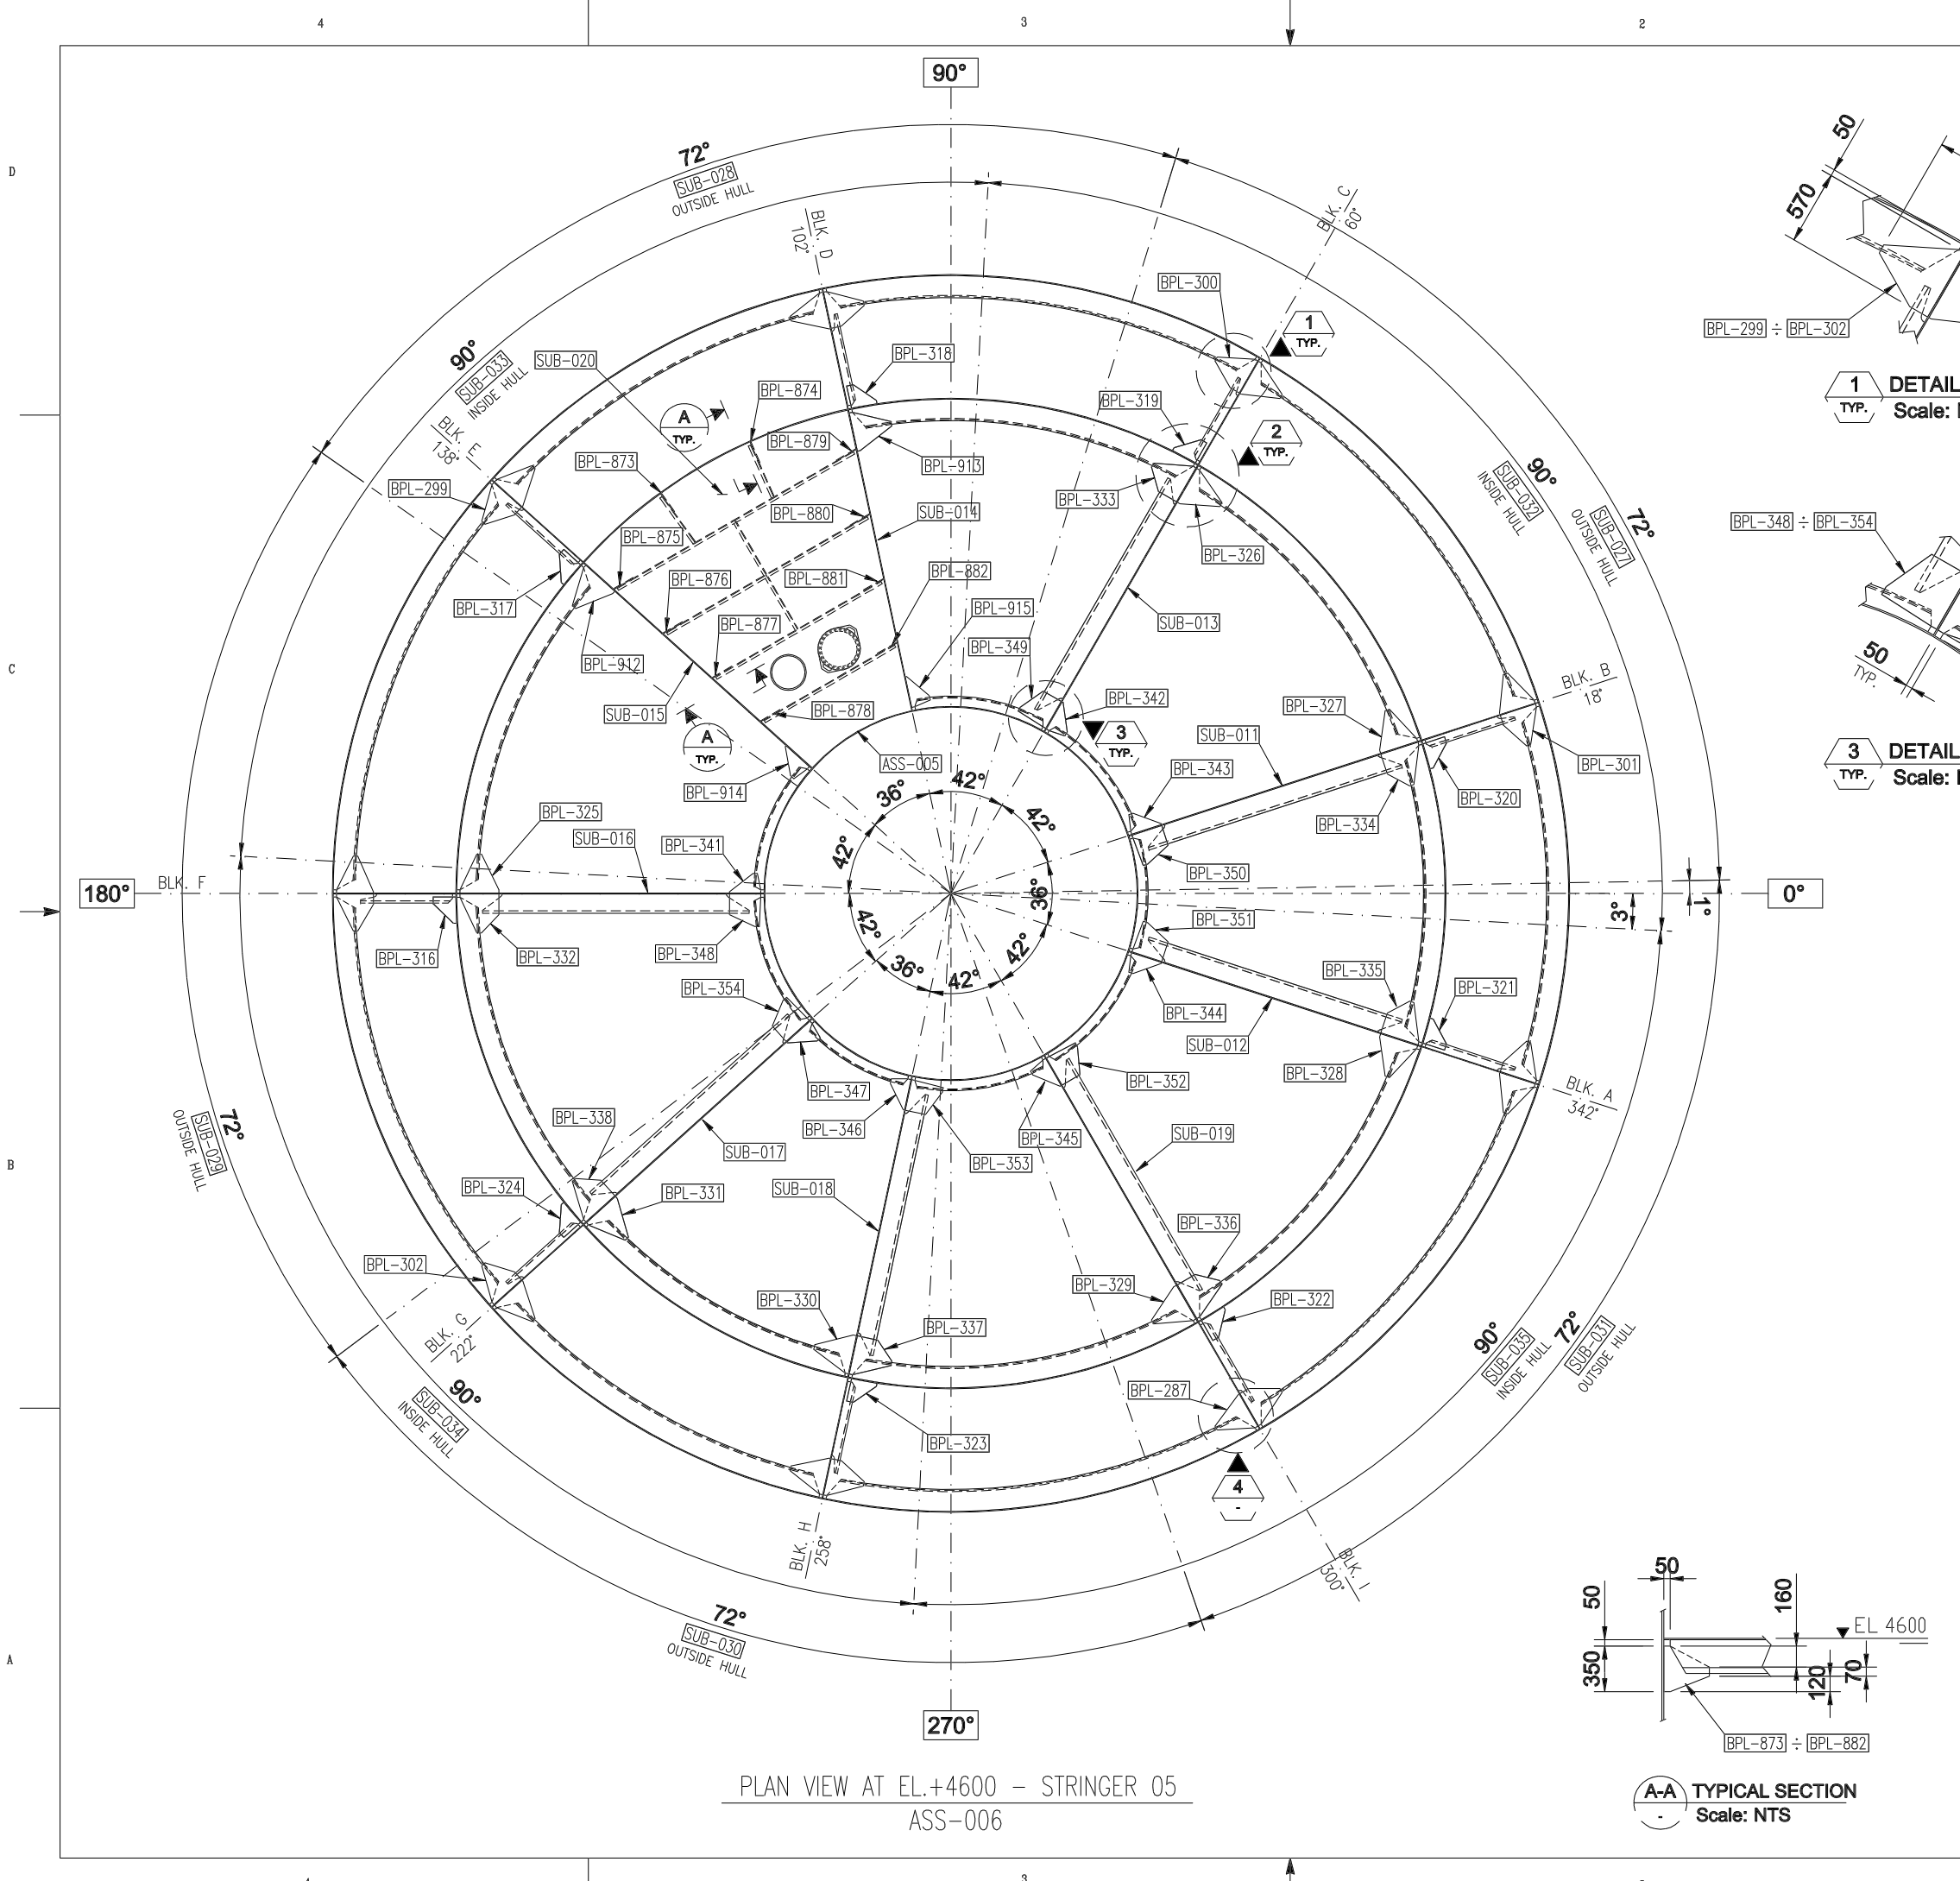 4
3
2
D
C
B
A
90°
72°
SUB-028
OUTSIDE HULL
BLK. D
102°
BLK. C
60°
BPL-300
1
TYP.
90°
SUB-033
INSIDE HULL
SUB-020
BPL-318
BPL-874
A
TYP.
BPL-319
2
TYP.
BPL-879
BPL-873
BPL-913
BLK. E
138°
BPL-299
BPL-333
90°
SUB-032
INSIDE HULL
72°
SUB-027
OUTSIDE HULL
BPL-880
SUB-014
BPL-875
BPL-326
BPL-876
BPL-881
BPL-882
BPL-317
BPL-915
BPL-877
SUB-013
BPL-349
BPL-912
BLK. B
18°
SUB-015
BPL-878
BPL-342
BPL-327
3
TYP.
SUB-011
A
TYP.
ASS-005
BPL-343
BPL-301
BPL-914
BPL-320
BPL-325
SUB-016
BPL-341
BPL-334
36°
42°
42°
42°
36°
42°
36°
42°
42°
BPL-350
180°
BLK. F
0°
3°
1°
BPL-351
BPL-316
BPL-332
BPL-348
BPL-354
BPL-335
BPL-321
BPL-344
SUB-012
BPL-328
BPL-347
BPL-352
BLK. A
342°
72°
SUB-029
OUTSIDE HULL
BPL-338
BPL-346
BPL-345
SUB-019
SUB-017
BPL-353
BPL-324
BPL-331
SUB-018
BPL-336
BPL-302
BPL-329
BPL-322
BPL-330
BPL-337
BLK. G
222°
90°
SUB-034
INSIDE HULL
BPL-287
BPL-323
90°
SUB-035
INSIDE HULL
72°
SUB-031
OUTSIDE HULL
4
-
BLK. H
258°
BLK. I
300°
72°
SUB-030
OUTSIDE HULL
270°
PLAN VIEW AT EL.+4600 - STRINGER 05
ASS-006
50
570
BPL-299 ÷ BPL-302
1
TYP.
DETAIL
Scale:
BPL-348 ÷ BPL-354
50
TYP.
3
TYP.
DETAIL
Scale:
50
50
160
EL 4600
350
120
70
BPL-873 ÷ BPL-882
A-A
-
TYPICAL SECTION
Scale: NTS
3